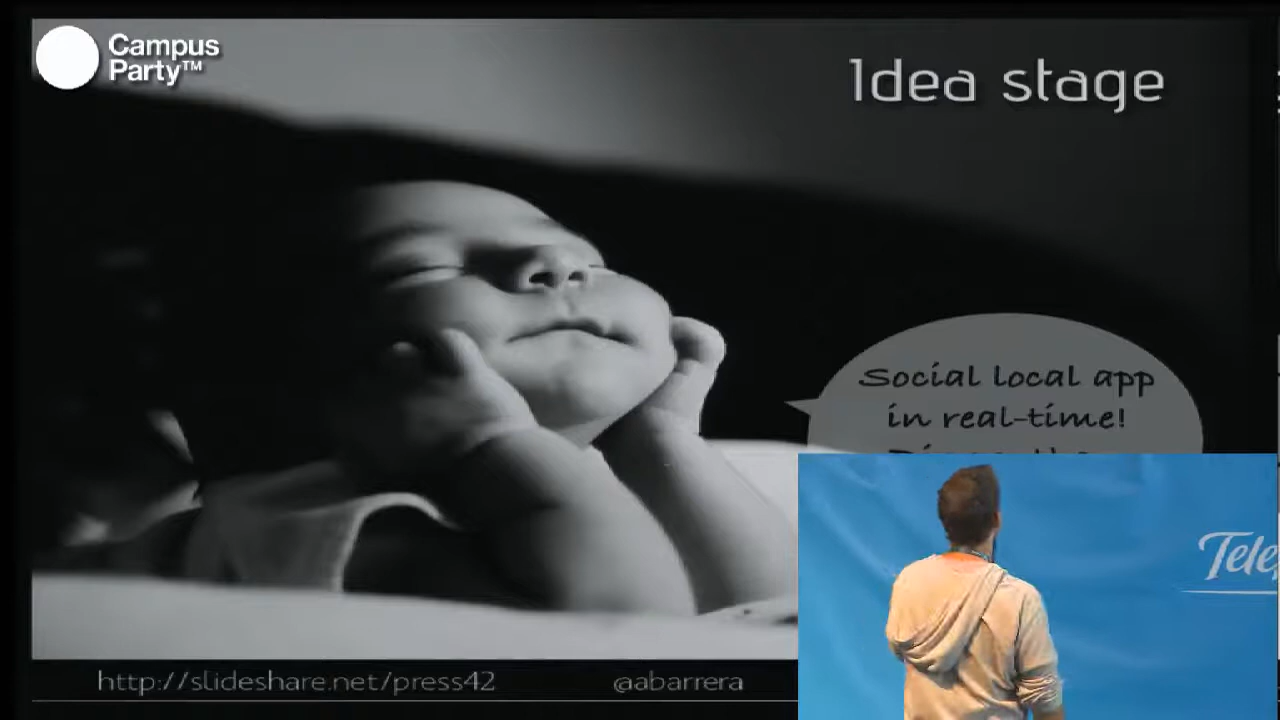 Campus
Party™
Idea stage
Social local app
in real-time!
http://slideshare.net/press42
@abarrera